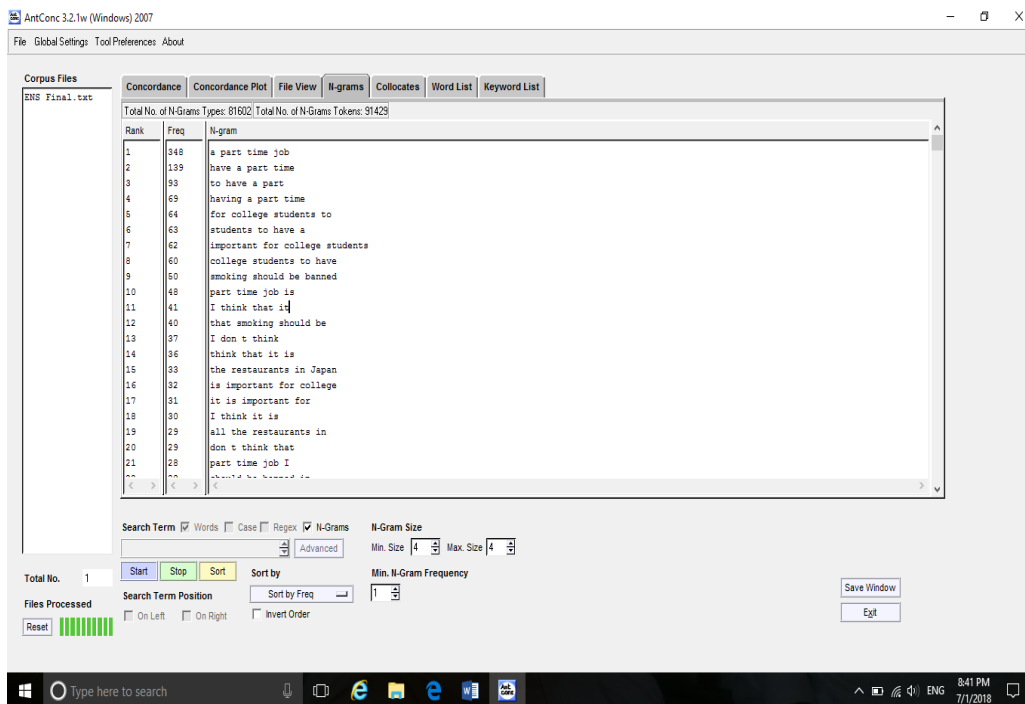 AntConc 3.2.1w (Windows) 2007
File Global Settings Tool Preferences About
Corpus Files
ENS Final.txt
Concordance Concordance Plot File View N-grams Collocates Word List Keyword List
Total No. of N-Grams Types: 81602 Total No. of N-Grams Tokens: 91429
Rank Freq N-gram
1 348 a part time job
2 139 have a part time
3 93 to have a part
4 69 having a part time
5 64 for college students to
6 63 students to have a
7 62 important for college students
8 60 college students to have
9 50 smoking should be banned
10 48 part time job is
11 41 I think that it
12 40 that smoking should be
13 37 I don t think
14 36 think that it is
15 33 the restaurants in Japan
16 32 is important for college
17 31 it is important for
18 30 I think it is
19 29 all the restaurants in
20 29 don t think that
21 28 part time job I
should be banned in
Search Term Words Case Regex N-Grams N-Gram Size
Advanced Min. Size 4 Max. Size 4
Start Stop Sort Sort by Min. N-Gram Frequency
Total No. 1
Search Term Position Sort by Freq 1
Save Window
Files Processed
On Left On Right Invert Order
Exit
Reset
Type here to search
Ant Conc
ENG
8:41 PM
7/1/2018